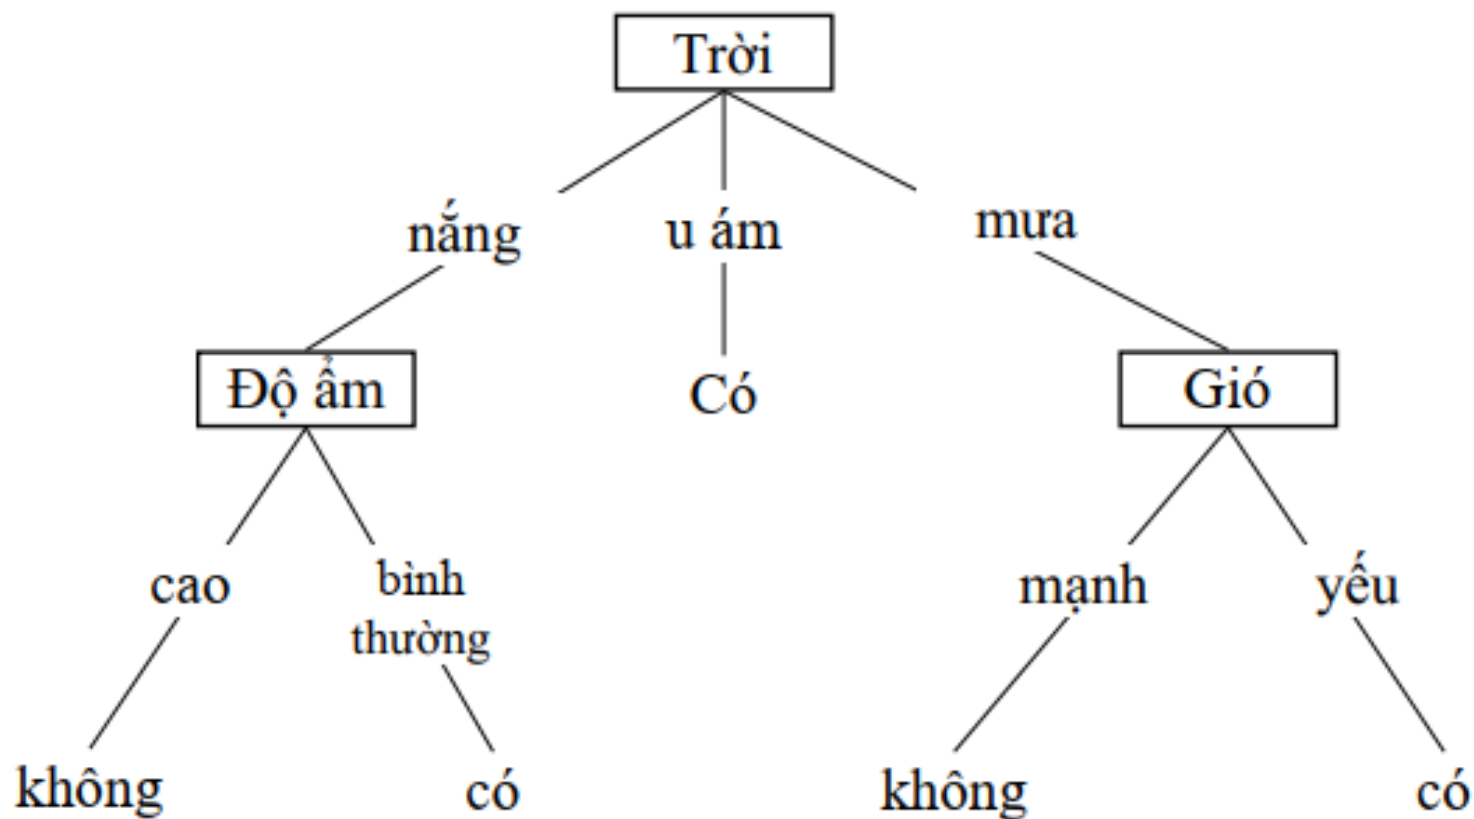 Trời
nắng
u ám
mưa
Độ ẩm
Có
Gió
cao
bình
thường
mạnh
yếu
không
có
không
có